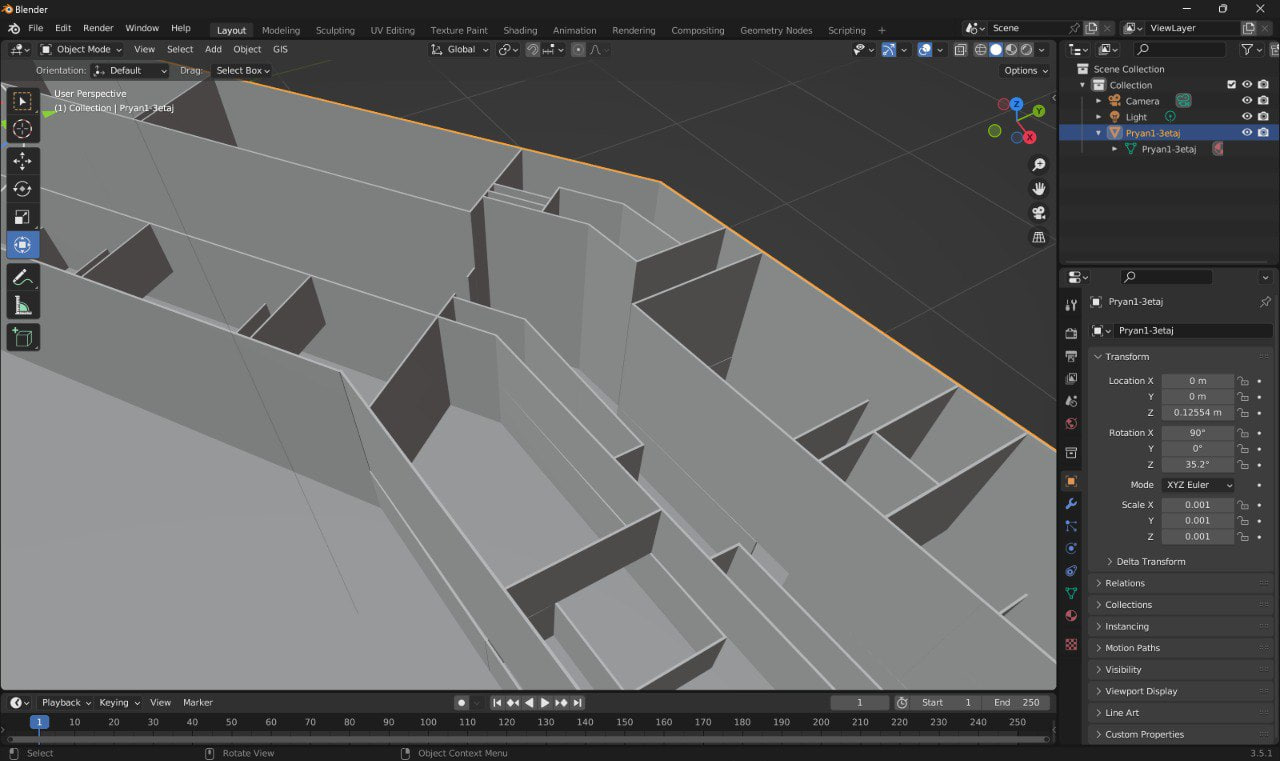 Blender
File Edit Render Window Help Layout Modeling Sculpting UV Editing Texture Paint Shading Animation Rendering Compositing Geometry Nodes Scripting + Scene ViewLayer
Object Mode View Select Add Object GIS Global
Orientation: Default Drag: Select Box Options
User Perspective
(1) Collection | Pryan1-3etaj
Z
Y
X
Scene Collection
Collection
Camera
Light
Pryan1-3etaj
Pryan1-3etaj
Pryan1-3etaj
Pryan1-3etaj
Transform
Location X 0 m
Y 0 m
Z 0.12554 m
Rotation X 90°
Y 0°
Z 35.2°
Mode XYZ Euler
Scale X 0.001
Y 0.001
Z 0.001
Delta Transform
Relations
Collections
Instancing
Motion Paths
Visibility
Viewport Display
Line Art
Custom Properties
Playback Keying View Marker 1 Start 1 End 250
1 10 20 30 40 50 60 70 80 90 100 110 120 130 140 150 160 170 180 190 200 210 220 230 240 250
Select Rotate View Object Context Menu 3.5.1